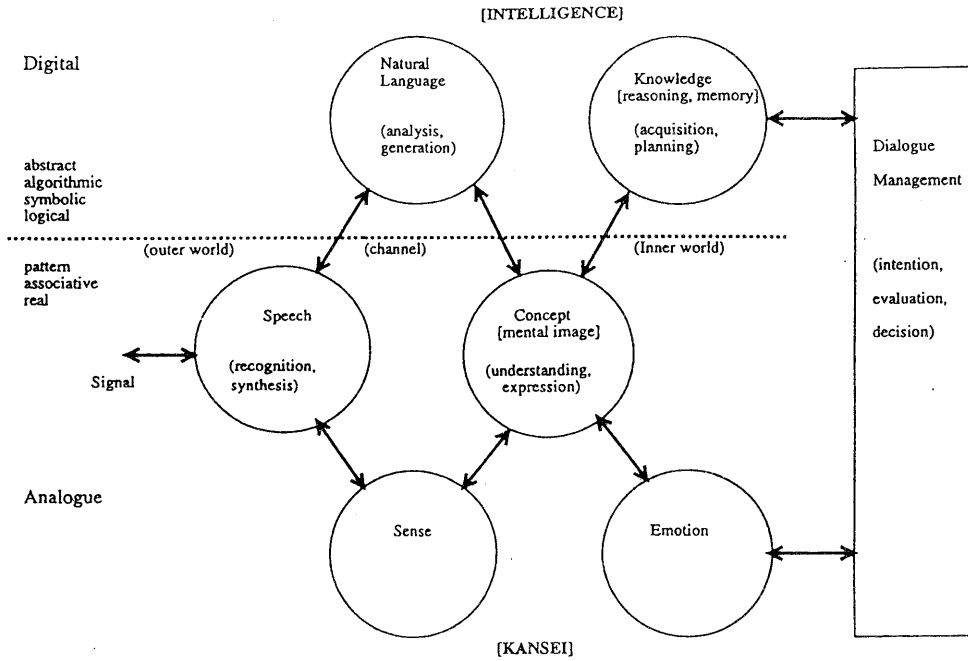 [INTELLIGENCE]
Digital
Natural
Language
(analysis,
generation)
Knowledge
[reasoning, memory]
(acquisition,
planning)
Dialogue
Management
(intention,
evaluation,
decision)
abstract
algorithmic
symbolic
logical
(outer world)
(channel)
(Inner world)
pattern
associative
real
Speech
(recognition,
synthesis)
Concept
[mental image]
(understanding,
expression)
Signal
Analogue
Sense
Emotion
[KANSEI]